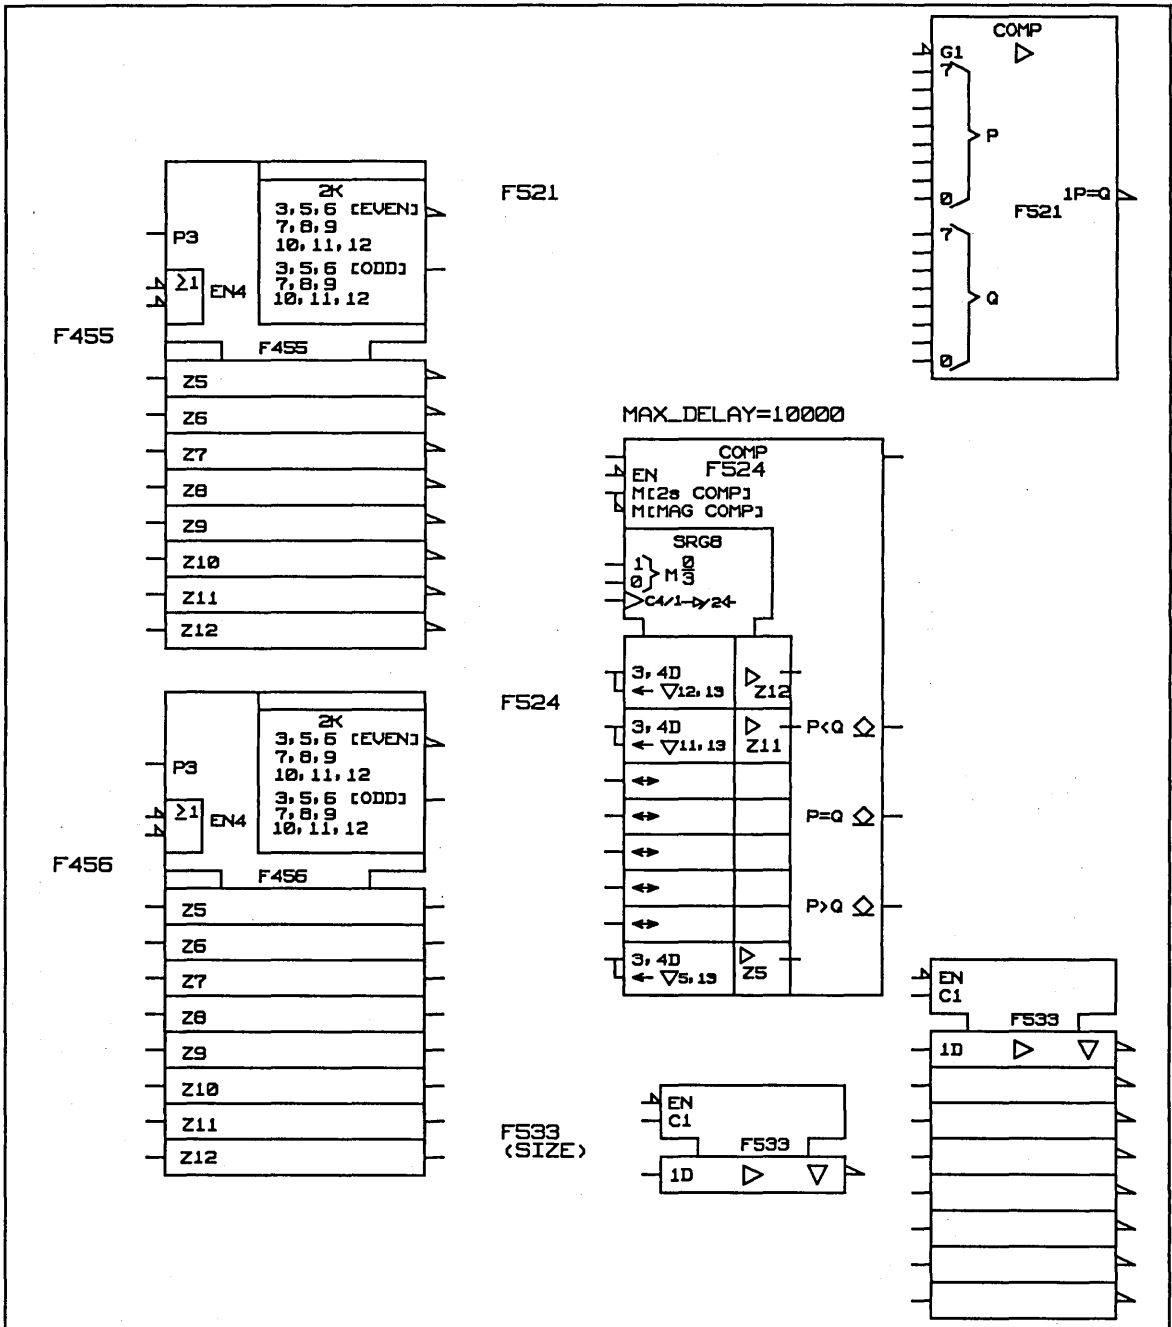 F455
P3
Σ1
EN4
2K
3,5,6 [EVEN]
7,8,9
10,11,12
3,5,6 [ODD]
7,8,9
10,11,12
F455
Z5
Z6
Z7
Z8
Z9
Z10
Z11
Z12
F456
P3
Σ1
EN4
2K
3,5,6 [EVEN]
7,8,9
10,11,12
3,5,6 [ODD]
7,8,9
10,11,12
F456
Z5
Z6
Z7
Z8
Z9
Z10
Z11
Z12
F521
COMP
G1
7
P
0
1P=Q
F521
7
Q
0
F524
MAX_DELAY=10000
COMP
F524
EN
M[2s COMP]
M[MAG COMP]
SRG8
1
0
M 0/3
C4/1→/2←
3,4D
← ▽12,13
▷
Z12
3,4D
← ▽11,13
▷
Z11
P<Q
↔
↔
P=Q
↔
↔
P>Q
↔
3,4D
← ▽5,13
▷
Z5
F533
(SIZE)
EN
C1
F533
1D ▷ ▽
EN
C1
F533
1D ▷ ▽